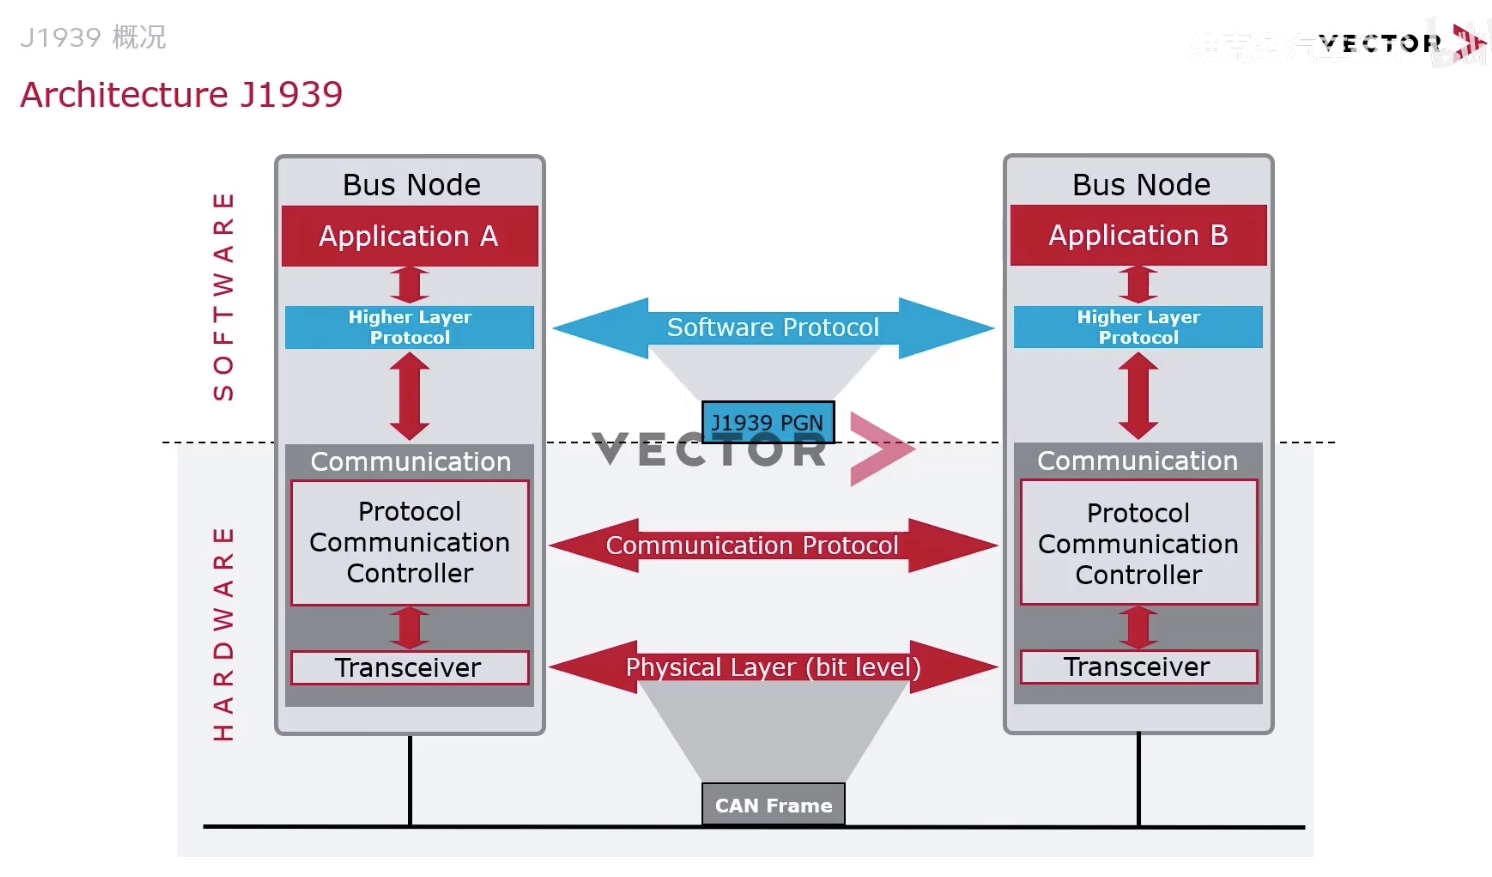 J1939 概况
VECTOR
Architecture J1939
SOFTWARE
HARDWARE
Bus Node
Application A
Higher Layer
Protocol
Communication
Protocol
Communication
Controller
Transceiver
Software Protocol
J1939 PGN
VECTOR
Communication Protocol
Physical Layer (bit level)
CAN Frame
Bus Node
Application B
Higher Layer
Protocol
Communication
Protocol
Communication
Controller
Transceiver